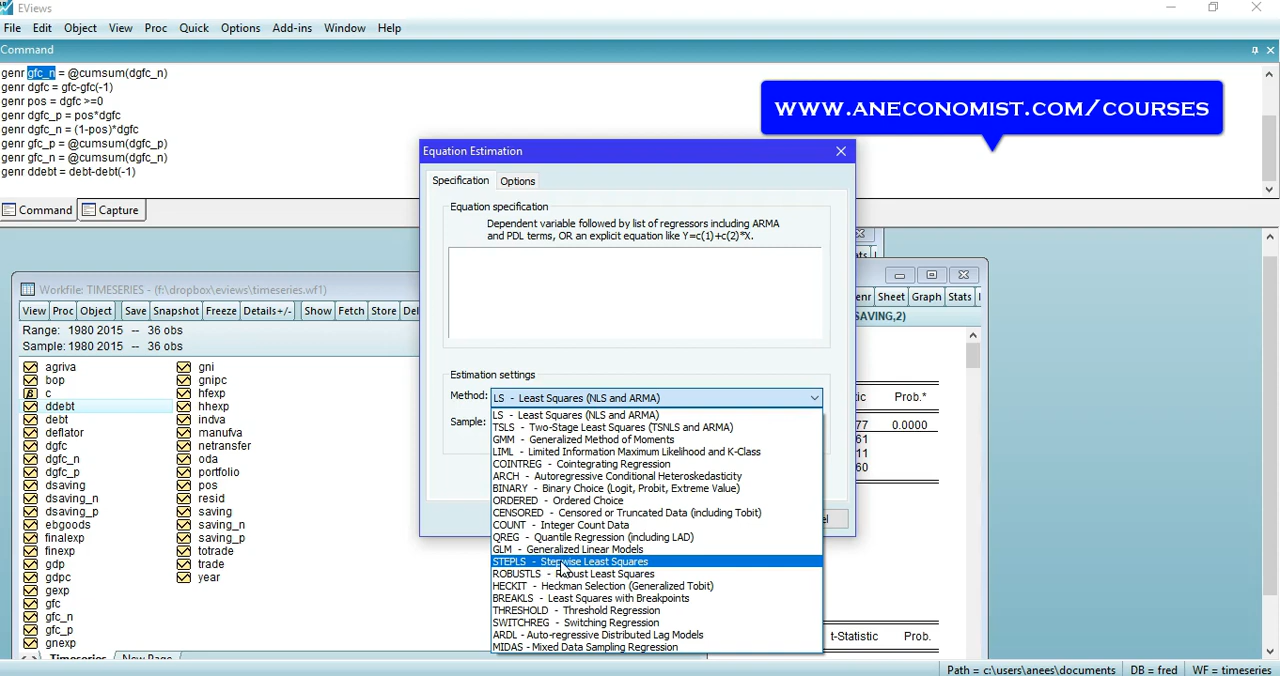 EViews
File Edit Object View Proc Quick Options Add-ins Window Help
Command
genr gfc_n = @cumsum(dgfc_n)
genr dgfc = gfc-gfc(-1)
genr pos = dgfc >=0
genr dgfc_p = pos*dgfc
genr dgfc_n = (1-pos)*dgfc
genr gfc_p = @cumsum(dgfc_p)
genr gfc_n = @cumsum(dgfc_n)
genr ddebt = debt-debt(-1)
WWW.ANECONOMIST.COM/COURSES
Command Capture
Equation Estimation
Specification Options
Equation specification
Dependent variable followed by list of regressors including ARMA
and PDL terms, OR an explicit equation like Y=c(1)+c(2)*X.
Estimation settings
Method: LS - Least Squares (NLS and ARMA)
Sample:
LS - Least Squares (NLS and ARMA)
TSLS - Two-Stage Least Squares (TSNLS and ARMA)
GMM - Generalized Method of Moments
LIML - Limited Information Maximum Likelihood and K-Class
COINTREG - Cointegrating Regression
ARCH - Autoregressive Conditional Heteroskedasticity
BINARY - Binary Choice (Logit, Probit, Extreme Value)
ORDERED - Ordered Choice
CENSORED - Censored or Truncated Data (including Tobit)
COUNT - Integer Count Data
QREG - Quantile Regression (including LAD)
GLM - Generalized Linear Models
STEPLS - Stepwise Least Squares
ROBUSTLS - Robust Least Squares
HECKIT - Heckman Selection (Generalized Tobit)
BREAKLS - Least Squares with Breakpoints
THRESHOLD - Threshold Regression
SWITCHREG - Switching Regression
ARDL - Auto-regressive Distributed Lag Models
MIDAS - Mixed Data Sampling Regression
Workfile: TIMESERIES - (f:\dropbox\eviews\timeseries.wf1)
View Proc Object Save Snapshot Freeze Details+/- Show Fetch Store Del
Range: 1980 2015 -- 36 obs
Sample: 1980 2015 -- 36 obs
agriva
bop
c
ddebt
debt
deflator
dgfc
dgfc_n
dgfc_p
dsaving
dsaving_n
dsaving_p
ebgoods
finalexp
finexp
gdp
gdpc
gexp
gfc
gfc_n
gfc_p
gnexp
gni
gnipc
hfexp
hhexp
indva
manufva
netransfer
oda
portfolio
pos
resid
saving
saving_n
saving_p
totrade
trade
year
Timeseries New Page
enr Sheet Graph Stats
SAVING,2)
tic Prob.*
77 0.0000
61
11
60
t-Statistic Prob.
Path = c:\users\anees\documents DB = fred WF = timeseries